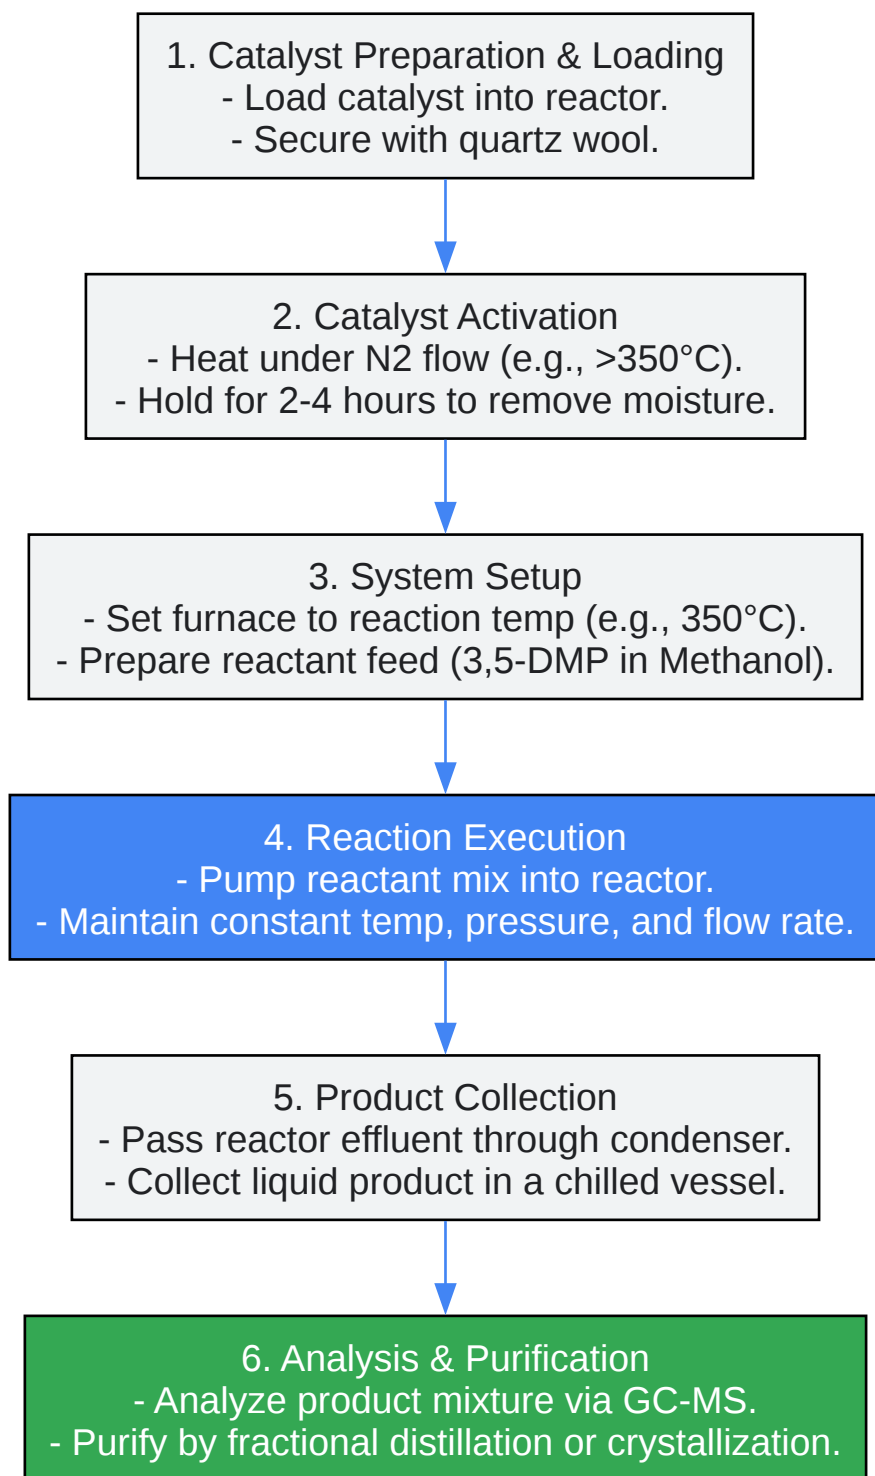 1. Catalyst Preparation & Loading
- Load catalyst into reactor.
- Secure with quartz wool.
2. Catalyst Activation
- Heat under N2 flow (e.g., >350°C).
- Hold for 2-4 hours to remove moisture.
3. System Setup
- Set furnace to reaction temp (e.g., 350°C).
- Prepare reactant feed (3,5-DMP in Methanol).
4. Reaction Execution
- Pump reactant mix into reactor.
- Maintain constant temp, pressure, and flow rate.
5. Product Collection
- Pass reactor effluent through condenser.
- Collect liquid product in a chilled vessel.
6. Analysis & Purification
- Analyze product mixture via GC-MS.
- Purify by fractional distillation or crystallization.